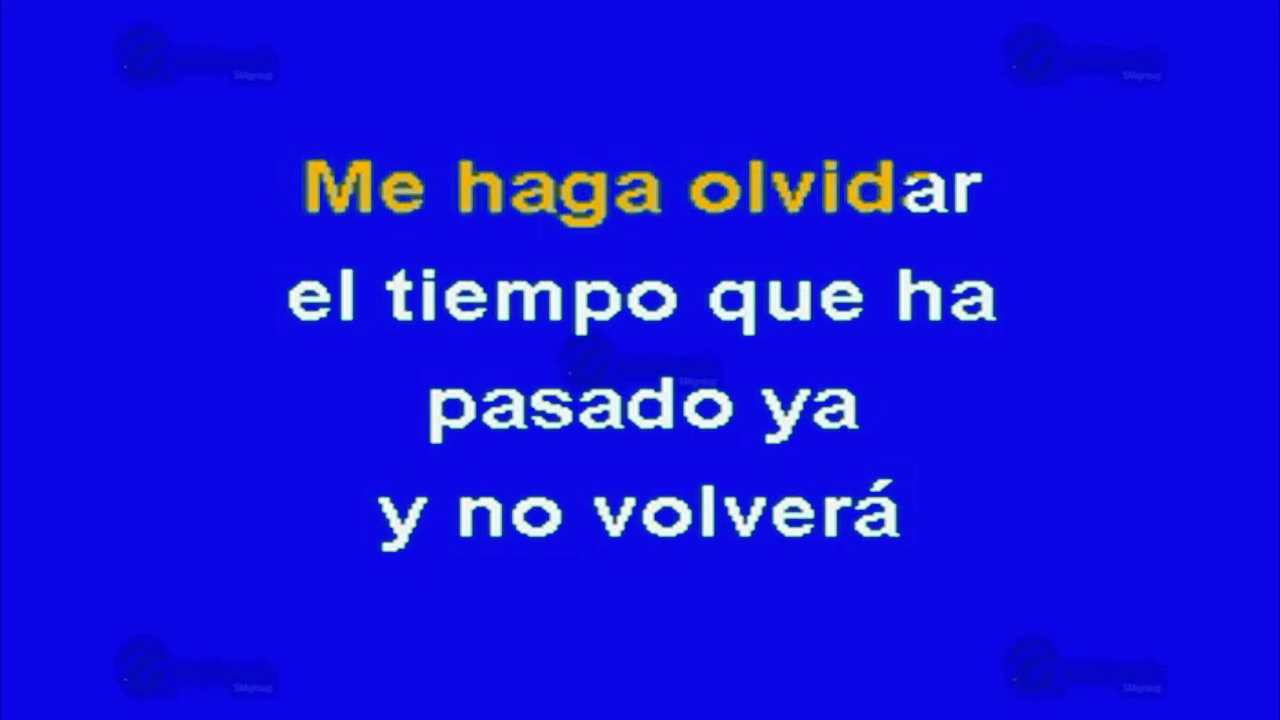 Me haga olvidar
el tiempo que ha
pasado ya
y no volverá